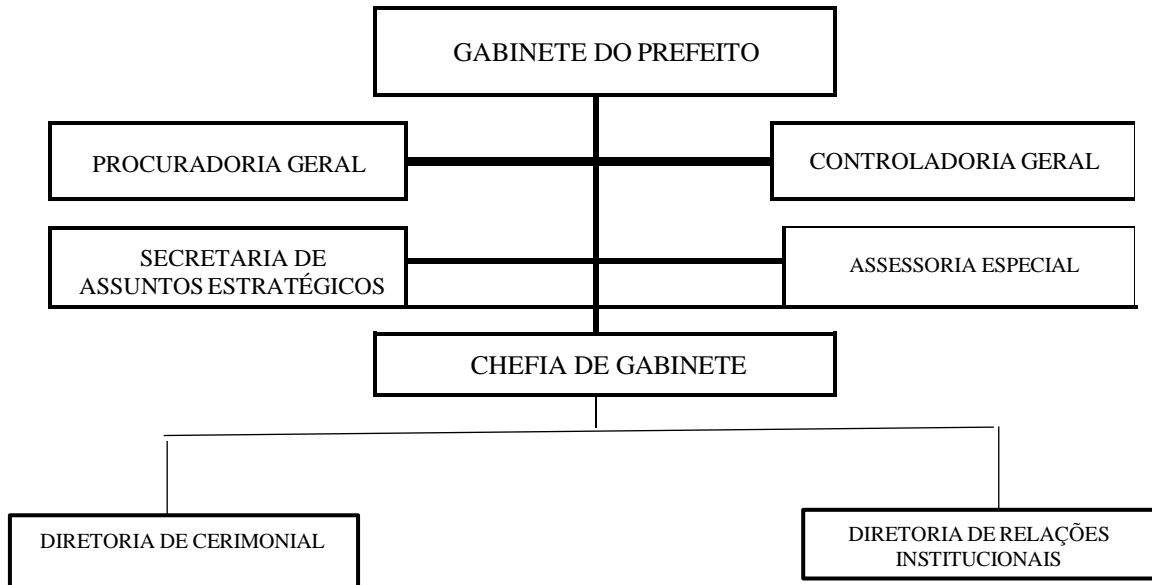 GABINETE DO PREFEITO
PROCURADORIA GERAL
CONTROLADORIA GERAL
SECRETARIA DE
ASSUNTOS ESTRATÉGICOS
ASSESSORIA ESPECIAL
CHEFIA DE GABINETE
DIRETORIA DE CERIMONIAL
DIRETORIA DE RELAÇÕES
INSTITUCIONAIS